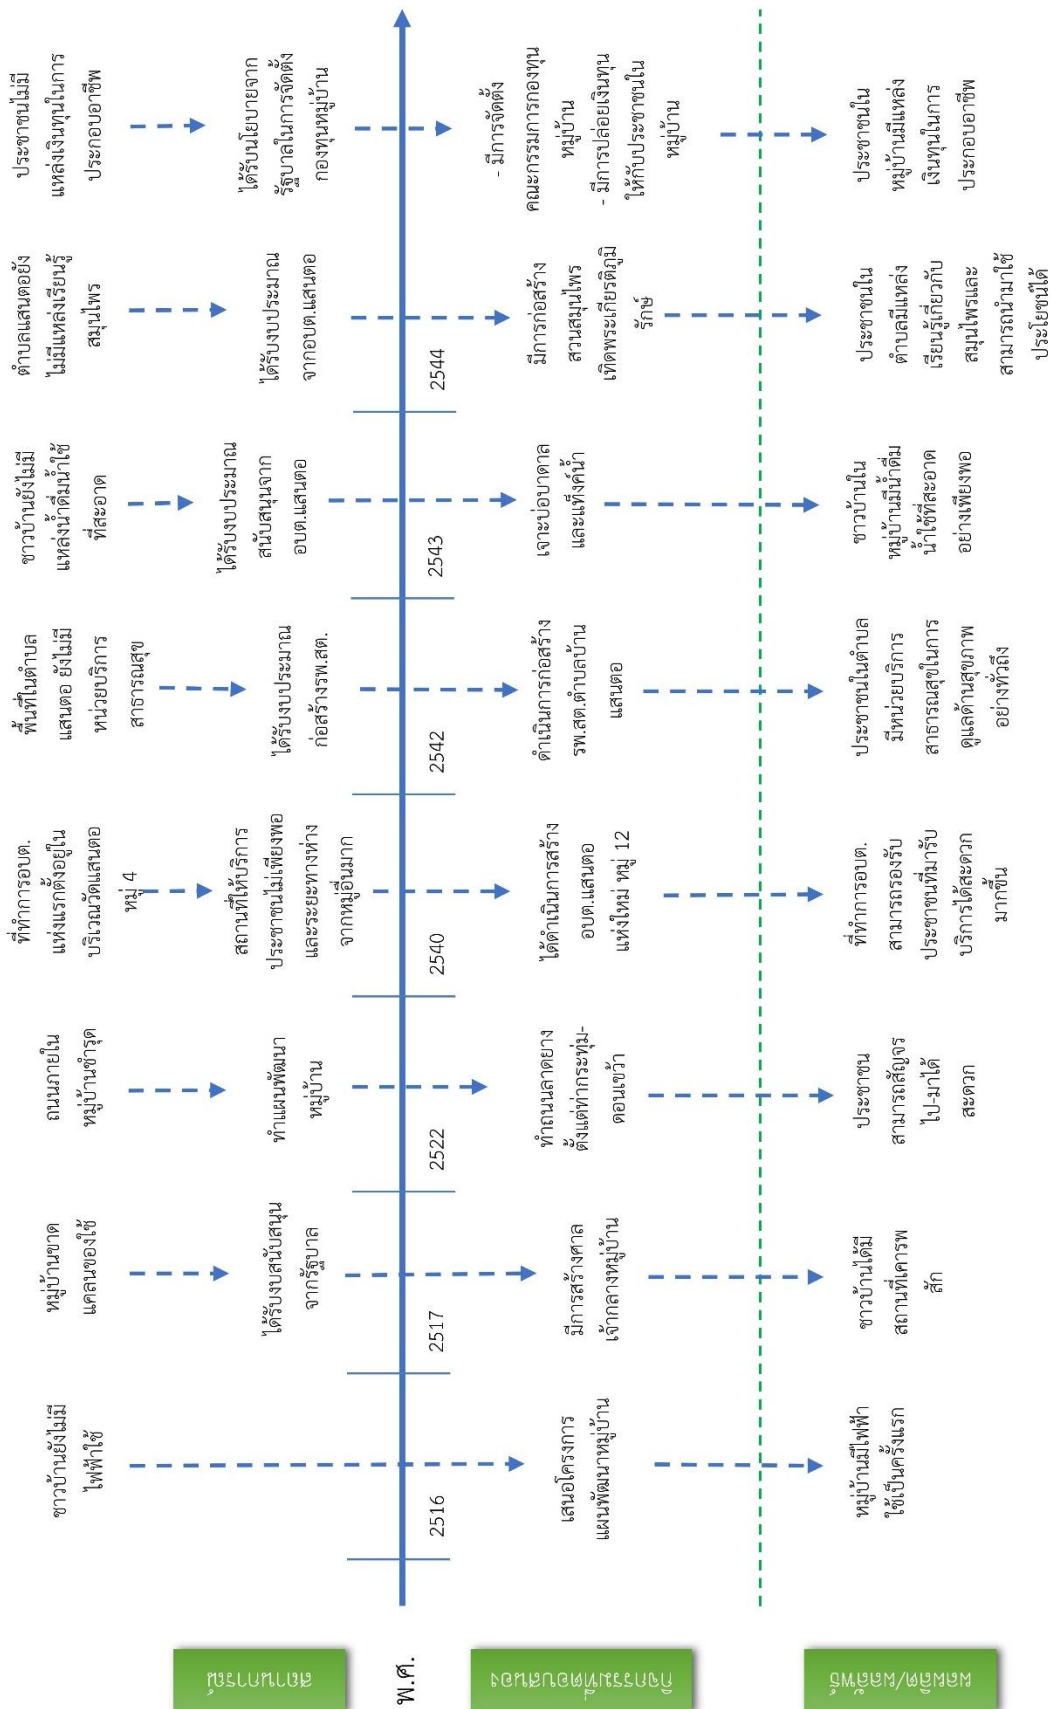 สถานการณ์
ชาวบ้านยังไม่มี
ไฟฟ้าใช้
หมู่บ้านขาด
แคลนของใช้
ถนนภายใน
หมู่บ้านชำรุด
ที่ทำการอบต.
แห่งแรกตั้งอยู่ใน
บริเวณวัดแสนตอ
หมู่ 4
พื้นที่ในตำบล
แสนตอ ยังไม่มี
หน่วยบริการ
สาธารณสุข
ชาวบ้านยังไม่มี
แหล่งน้ำดื่มน้ำใช้
ที่สะอาด
ตำบลแสนตอยัง
ไม่มีแหล่งเรียนรู้
สมุนไพร
ประชาชนไม่มี
แหล่งเงินทุนในการ
ประกอบอาชีพ
ได้รับงบสนับสนุน
จากรัฐบาล
ทำแผนพัฒนา
หมู่บ้าน
สถานที่ให้บริการ
ประชาชนไม่เพียงพอ
และระยะทางห่าง
จากหมู่อื่นมาก
ได้รับงบประมาณ
ก่อสร้างรพ.สต.
ได้รับงบประมาณ
สนับสนุนจาก
อบต.แสนตอ
ได้รับงบประมาณ
จากอบต.แสนตอ
ได้รับนโยบายจาก
รัฐบาลในการจัดตั้ง
กองทุนหมู่บ้าน
พ.ศ.
2516
2517
2522
2540
2542
2543
2544
กิจกรรมที่ตอบสนอง
เสนอโครงการ
แผนพัฒนาหมู่บ้าน
มีการสร้างศาล
เจ้ากลางหมู่บ้าน
ทำถนนลาดยาง
ตั้งแต่ท่ากระทุ่ม-
ดอนเขว้า
ได้ดำเนินการสร้าง
อบต.แสนตอ
แห่งใหม่ หมู่ 12
ดำเนินการก่อสร้าง
รพ.สต.ตำบลบ้าน
แสนตอ
เจาะบ่อบาดาล
และแท็งค์น้ำ
มีการก่อสร้าง
สวนสมุนไพร
เทิดพระเกียรติภูมิ
รักษ์
- มีการจัดตั้ง
คณะกรรมการกองทุน
หมู่บ้าน
- มีการปล่อยเงินทุน
ให้กับประชาชนใน
หมู่บ้าน
ผลผลิต/ผลลัพธ์
หมู่บ้านมีไฟฟ้า
ใช้เป็นครั้งแรก
ชาวบ้านได้มี
สถานที่เคารพ
สัก
ประชาชน
สามารถสัญจร
ไป-มาได้
สะดวก
ที่ทำการอบต.
สามารถรองรับ
ประชาชนที่มารับ
บริการได้สะดวก
มากขึ้น
ประชาชนในตำบล
มีหน่วยบริการ
สาธารณสุขในการ
ดูแลด้านสุขภาพ
อย่างทั่วถึง
ชาวบ้านใน
หมู่บ้านมีน้ำดื่ม
น้ำใช้ที่สะอาด
อย่างเพียงพอ
ประชาชนใน
ตำบลมีแหล่ง
เรียนรู้เกี่ยวกับ
สมุนไพรและ
สามารถนำมาใช้
ประโยชน์ได้
ประชาชนใน
หมู่บ้านมีแหล่ง
เงินทุนในการ
ประกอบอาชีพ